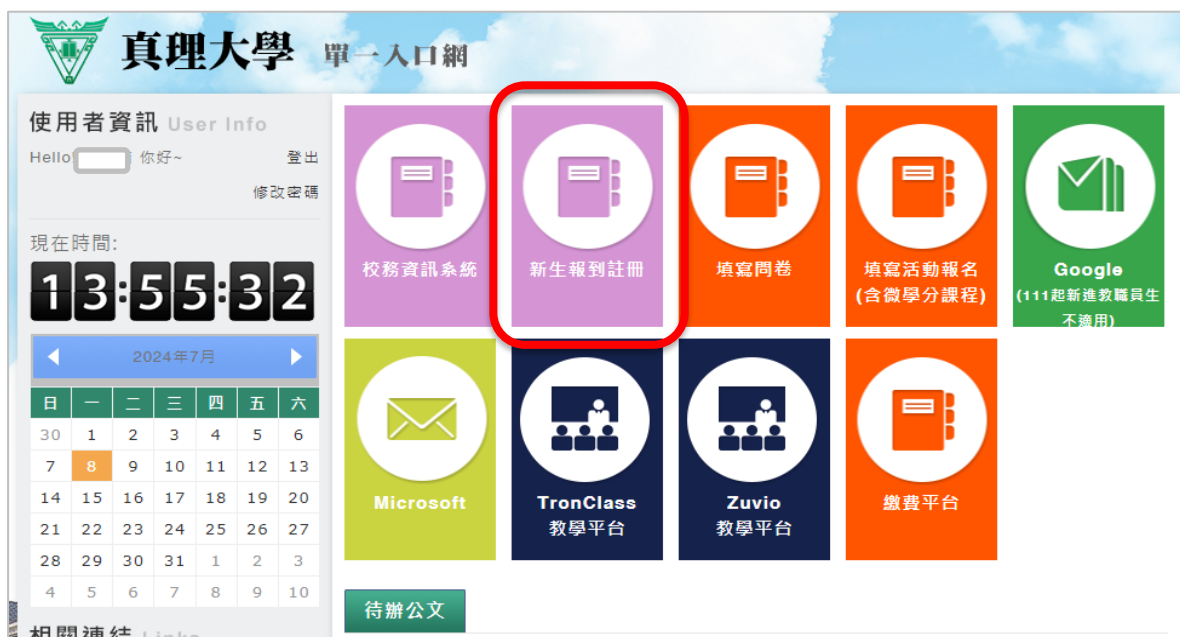 真理大學 單一入口網
使用者資訊 User Info
Hello 你好~ 登出
修改密碼
現在時間:
13:55:32
2024年7月
日 一 二 三 四 五 六
30 1 2 3 4 5 6
7 8 9 10 11 12 13
14 15 16 17 18 19 20
21 22 23 24 25 26 27
28 29 30 31 1 2 3
4 5 6 7 8 9 10
相關連結 Links
校務資訊系統
新生報到註冊
填寫問卷
填寫活動報名
(含微學分課程)
Google
(111起新進教職員生
不適用)
Microsoft
TronClass
教學平台
Zuvio
教學平台
繳費平台
待辦公文